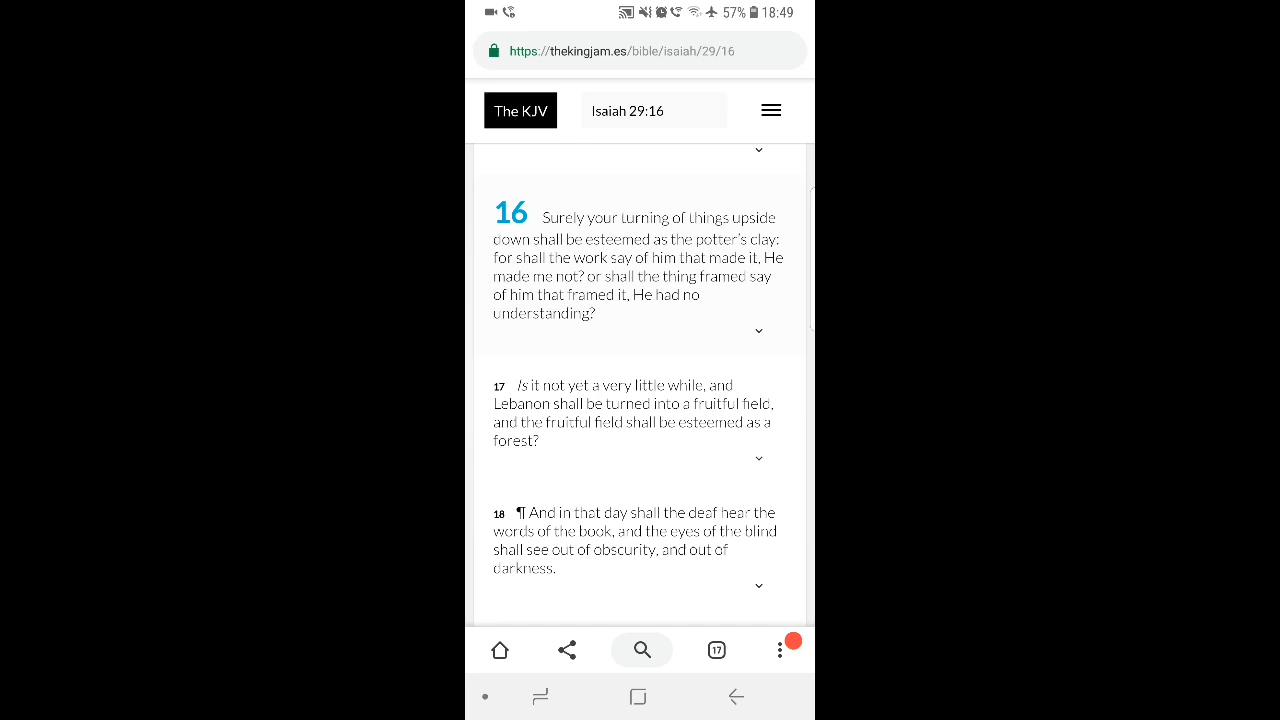 57% 18:49
https://thekingjam.es/bible/isaiah/29/16
The KJV Isaiah 29:16
16 Surely your turning of things upside
down shall be esteemed as the potter's clay:
for shall the work say of him that made it, He
made me not? or shall the thing framed say
of him that framed it, He had no
understanding?
17 Is it not yet a very little while, and
Lebanon shall be turned into a fruitful field,
and the fruitful field shall be esteemed as a
forest?
18 ¶ And in that day shall the deaf hear the
words of the book, and the eyes of the blind
shall see out of obscurity, and out of
darkness.
17